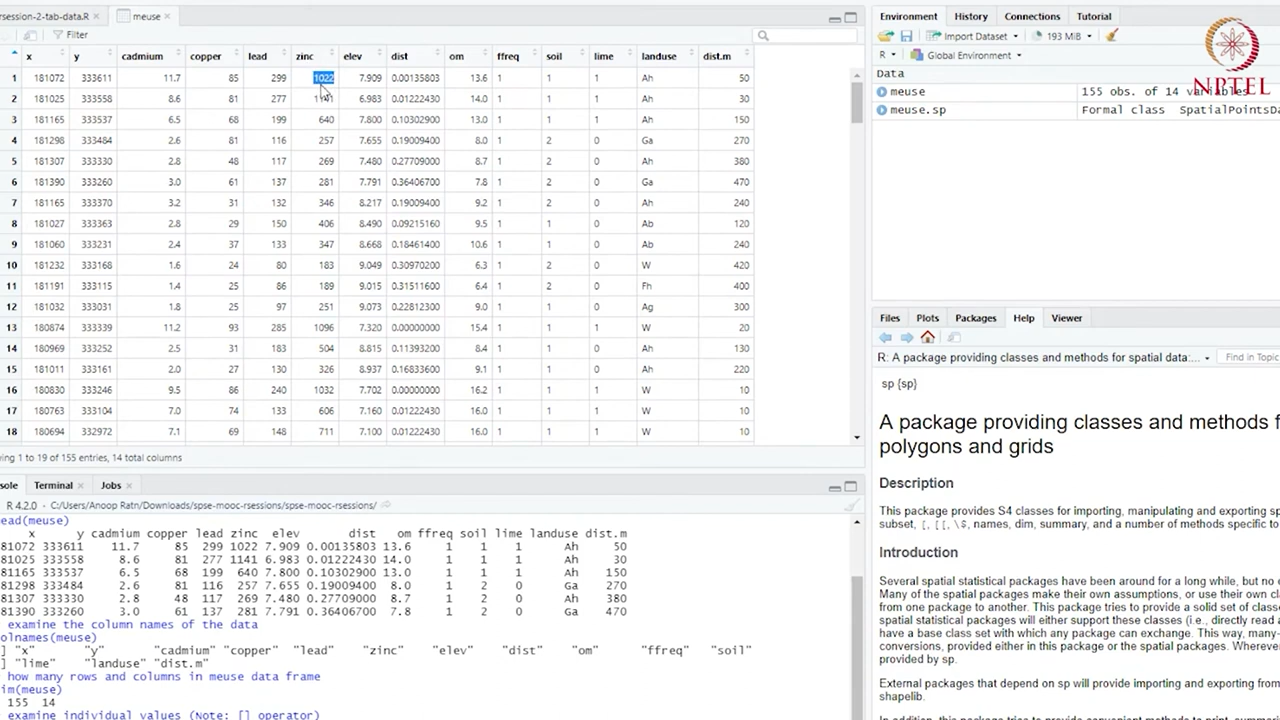 rsession-2-tab-data.R
meuse
Filter
x y cadmium copper lead zinc elev dist om ffreq soil lime landuse dist.m
1 181072 333611 11.7 85 299 1022 7.909 0.00135803 13.6 1 1 1 Ah 50
2 181025 333558 8.6 81 277 6.983 0.01222430 14.0 1 1 1 Ah 30
3 181165 333537 6.5 68 199 640 7.800 0.10302900 13.0 1 1 1 Ah 150
4 181298 333484 2.6 81 116 257 7.655 0.19009400 8.0 1 2 0 Ga 270
5 181307 333330 2.8 48 117 269 7.480 0.27709000 8.7 1 2 0 Ah 380
6 181390 333260 3.0 61 137 281 7.791 0.36406700 7.8 1 2 0 Ga 470
7 181165 333370 3.2 31 132 346 8.217 0.19009400 9.2 1 2 0 Ah 240
8 181027 333363 2.8 29 150 406 8.490 0.09215160 9.5 1 1 0 Ab 120
9 181060 333231 2.4 37 133 347 8.668 0.18461400 10.6 1 1 0 Ab 240
10 181232 333168 1.6 24 80 183 9.049 0.30970200 6.3 1 2 0 W 420
11 181191 333115 1.4 25 86 189 9.015 0.31511600 6.4 1 2 0 Fh 400
12 181032 333031 1.8 25 97 251 9.073 0.22812300 9.0 1 1 0 Ag 300
13 180874 333339 11.2 93 285 1096 7.320 0.00000000 15.4 1 1 1 W 20
14 180969 333252 2.5 31 183 504 8.815 0.11393200 8.4 1 1 0 Ah 130
15 181011 333161 2.0 27 130 326 8.937 0.16833600 9.1 1 1 0 Ah 220
16 180830 333246 9.5 86 240 1032 7.702 0.00000000 16.2 1 1 1 W 10
17 180763 333104 7.0 74 133 606 7.160 0.01222430 16.0 1 1 1 W 10
18 180694 332972 7.1 69 148 711 7.100 0.01222430 16.0 1 1 1 W 10
ing 1 to 19 of 155 entries, 14 total columns
sole Terminal Jobs
R 4.2.0 · C:/Users/Anoop Ratn/Downloads/spse-mooc-rsessions/spse-mooc-rsessions/
ead(meuse)
x y cadmium copper lead zinc elev dist om ffreq soil lime landuse dist.m
81072 333611 11.7 85 299 1022 7.909 0.00135803 13.6 1 1 1 Ah 50
81025 333558 8.6 81 277 1141 6.983 0.01222430 14.0 1 1 1 Ah 30
81165 333537 6.5 68 199 640 7.800 0.10302900 13.0 1 1 1 Ah 150
81298 333484 2.6 81 116 257 7.655 0.19009400 8.0 1 2 0 Ga 270
81307 333330 2.8 48 117 269 7.480 0.27709000 8.7 1 2 0 Ah 380
81390 333260 3.0 61 137 281 7.791 0.36406700 7.8 1 2 0 Ga 470
examine the column names of the data
olnames(meuse)
] "x" "y" "cadmium" "copper" "lead" "zinc" "elev" "dist" "om" "ffreq" "soil"
] "lime" "landuse" "dist.m"
how many rows and columns in meuse data frame
im(meuse)
155 14
examine individual values (Note: [] operator)
Environment History Connections Tutorial
Import Dataset 193 MiB
R Global Environment
Data
meuse 155 obs. of 14 variables
meuse.sp Formal class SpatialPointsDa
NPTEL
Files Plots Packages Help Viewer
R: A package providing classes and methods for spatial data:... Find in Topic
sp {sp}
A package providing classes and methods f
polygons and grids
Description
This package provides S4 classes for importing, manipulating and exporting sp
subset, [, [[, \$, names, dim, summary, and a number of methods specific to
Introduction
Several spatial statistical packages have been around for a long while, but no
Many of the spatial packages make their own assumptions, or use their own cl
from one package to another. This package tries to provide a solid set of classe
spatial statistical packages will either support these classes (i.e., directly read a
have a base class set with which any package can exchange. This way, many-
conversions, provided either in this package or the spatial packages. Wherever
provided by sp.
External packages that depend on sp will provide importing and exporting from
shapelib.
In addition, this package tries to provide convenient methods to print, summari